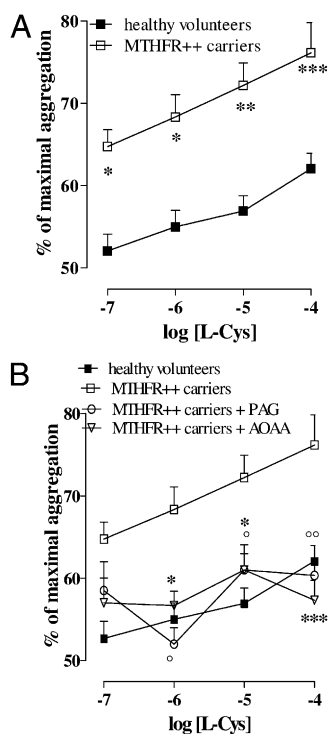 A
healthy volunteers
MTHFR++ carriers
% of maximal aggregation
80
70
60
50
*
*
**
***
-7 -6 -5 -4
log [L-Cys]
B
healthy volunteers
MTHFR++ carriers
MTHFR++ carriers + PAG
MTHFR++ carriers + AOAA
% of maximal aggregation
80
70
60
50
*
*
°
°°
°
***
-7 -6 -5 -4
log [L-Cys]